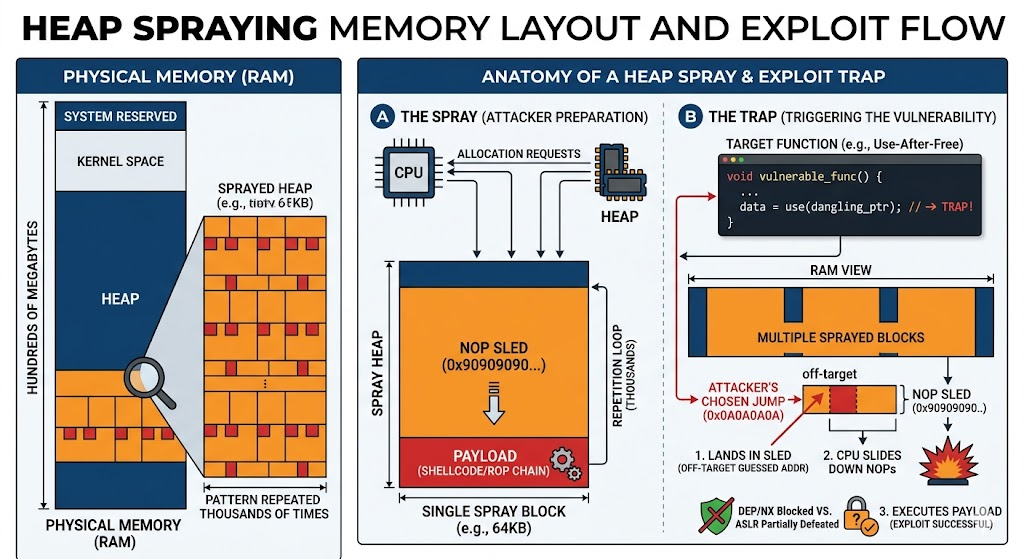 HEAP SPRAYING MEMORY LAYOUT AND EXPLOIT FLOW
PHYSICAL MEMORY (RAM)
HUNDREDS OF MEGABYTES
SYSTEM RESERVED
KERNEL SPACE
HEAP
SPRAYED HEAP
(e.g.,
PATTERN REPEATED
THOUSANDS OF TIMES
PHYSICAL MEMORY
(RAM)
ANATOMY OF A HEAP SPRAY & EXPLOIT TRAP
A THE SPRAY (ATTACKER PREPARATION)
CPU
ALLOCATION REQUESTS
HEAP
SPRAY HEAP
NOP SLED
(0x90909090...)
PAYLOAD
(SHELLCODE/ROP CHAIN)
REPETITION LOOP
(THOUSANDS)
SINGLE SPRAY BLOCK
(e.g., 64KB)
B THE TRAP (TRIGGERING THE VULNERABILITY)
TARGET FUNCTION (e.g., Use-After-Free)
void vulnerable_func() {
...
data = use(dangling_ptr); // → TRAP!
}
RAM VIEW
MULTIPLE SPRAYED BLOCKS
off-target
ATTACKER'S
CHOSEN JUMP
(0x0A0A0A0A)
NOP SLED
(0x90909090..)
1. LANDS IN SLED
(OFF-TARGET GUESSED ADDR)
2. CPU SLIDES
DOWN NOPs
DEP/NX Blocked VS.
ASLR Partially Defeated
3. EXECUTES PAYLOAD
(EXPLOIT SUCCESSFUL)